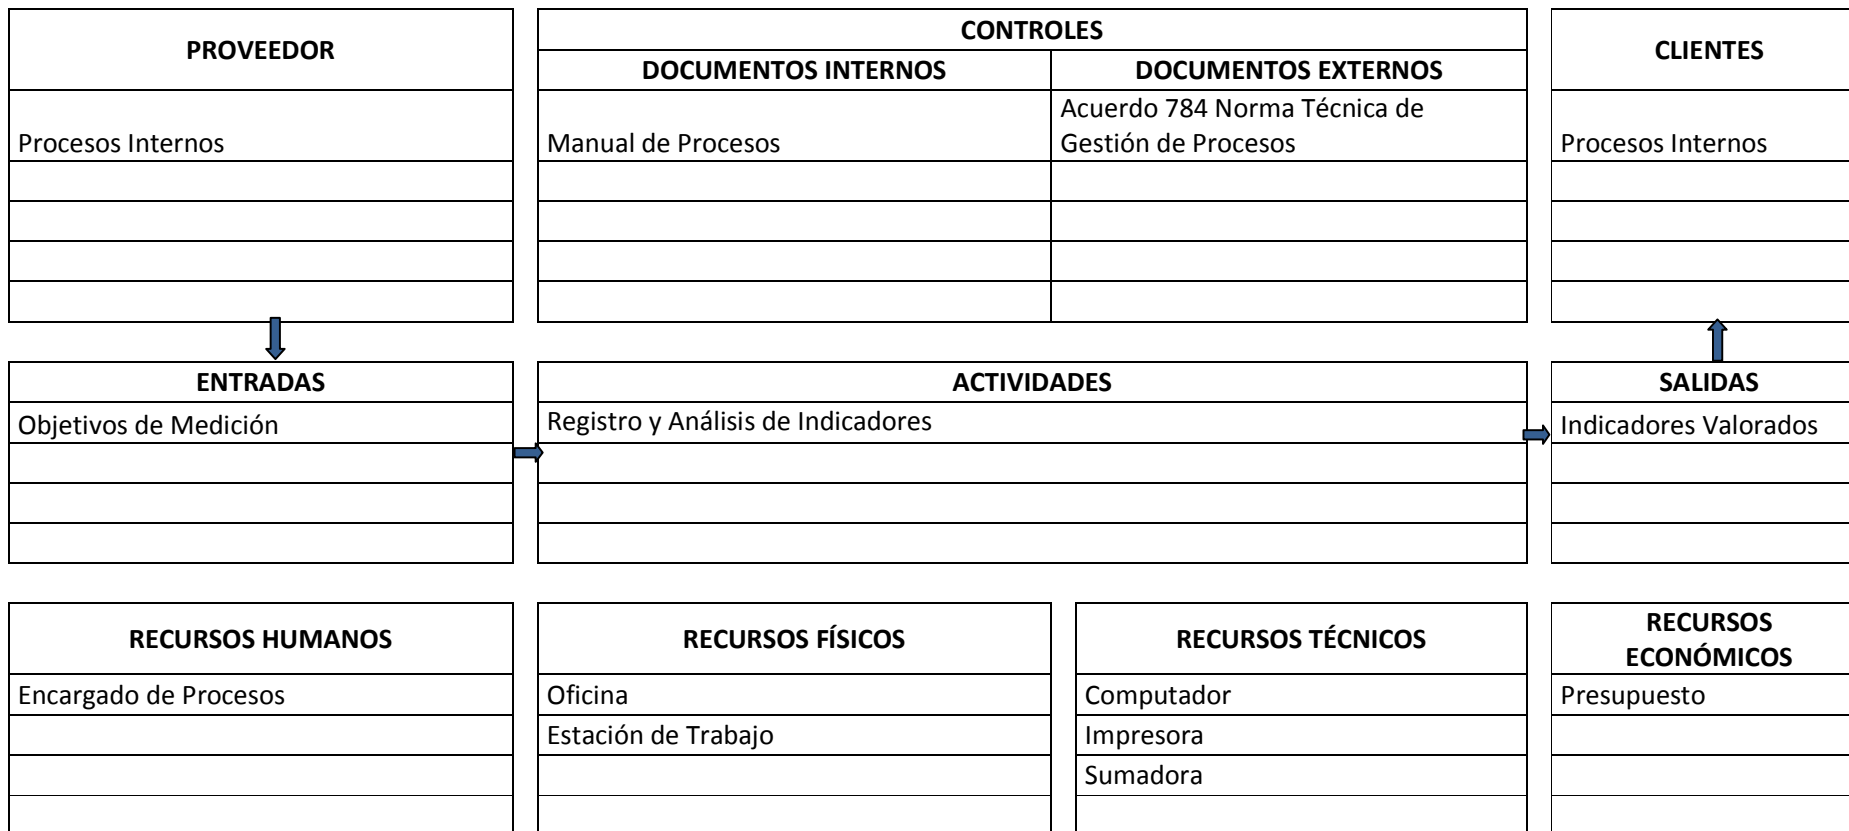 PROVEEDOR
CONTROLES
CLIENTES
DOCUMENTOS INTERNOS
DOCUMENTOS EXTERNOS
Procesos Internos
Manual de Procesos
Acuerdo 784 Norma Técnica de
Gestión de Procesos
Procesos Internos
ENTRADAS
ACTIVIDADES
SALIDAS
Objetivos de Medición
Registro y Análisis de Indicadores
Indicadores Valorados
RECURSOS HUMANOS
RECURSOS FÍSICOS
RECURSOS TÉCNICOS
RECURSOS
ECONÓMICOS
Encargado de Procesos
Oficina
Computador
Presupuesto
Estación de Trabajo
Impresora
Sumadora